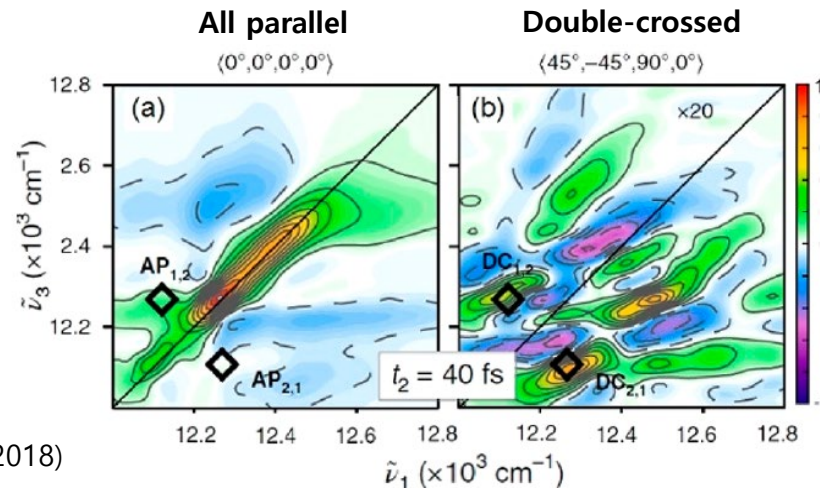 All parallel
Double-crossed
⟨0°,0°,0°,0°⟩
⟨45°,−45°,90°,0°⟩
(a)
(b)
×20
12.8
2.6
2.4
12.2
ν̃₃ (×10³ cm⁻¹)
AP₁,₂
AP₂,₁
DC₁,₂
DC₂,₁
t₂ = 40 fs
12.2
12.4
12.6
12.8
12.2
12.4
12.6
12.8
ν̃₁ (×10³ cm⁻¹)
2018)